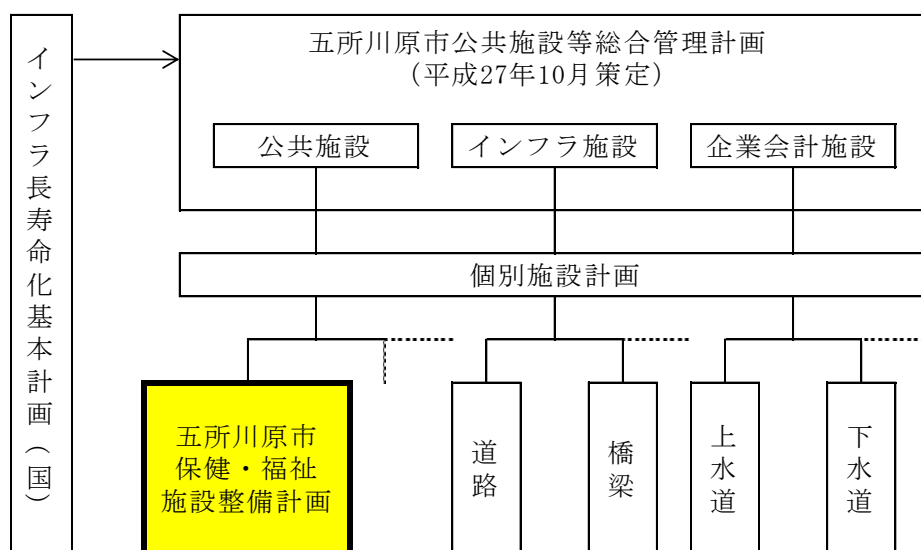 インフラ長寿命化基本計画(国)
五所川原市公共施設等総合管理計画
(平成27年10月策定)
公共施設
インフラ施設
企業会計施設
個別施設計画
五所川原市
保健・福祉
施設整備計画
道路
橋梁
上水道
下水道